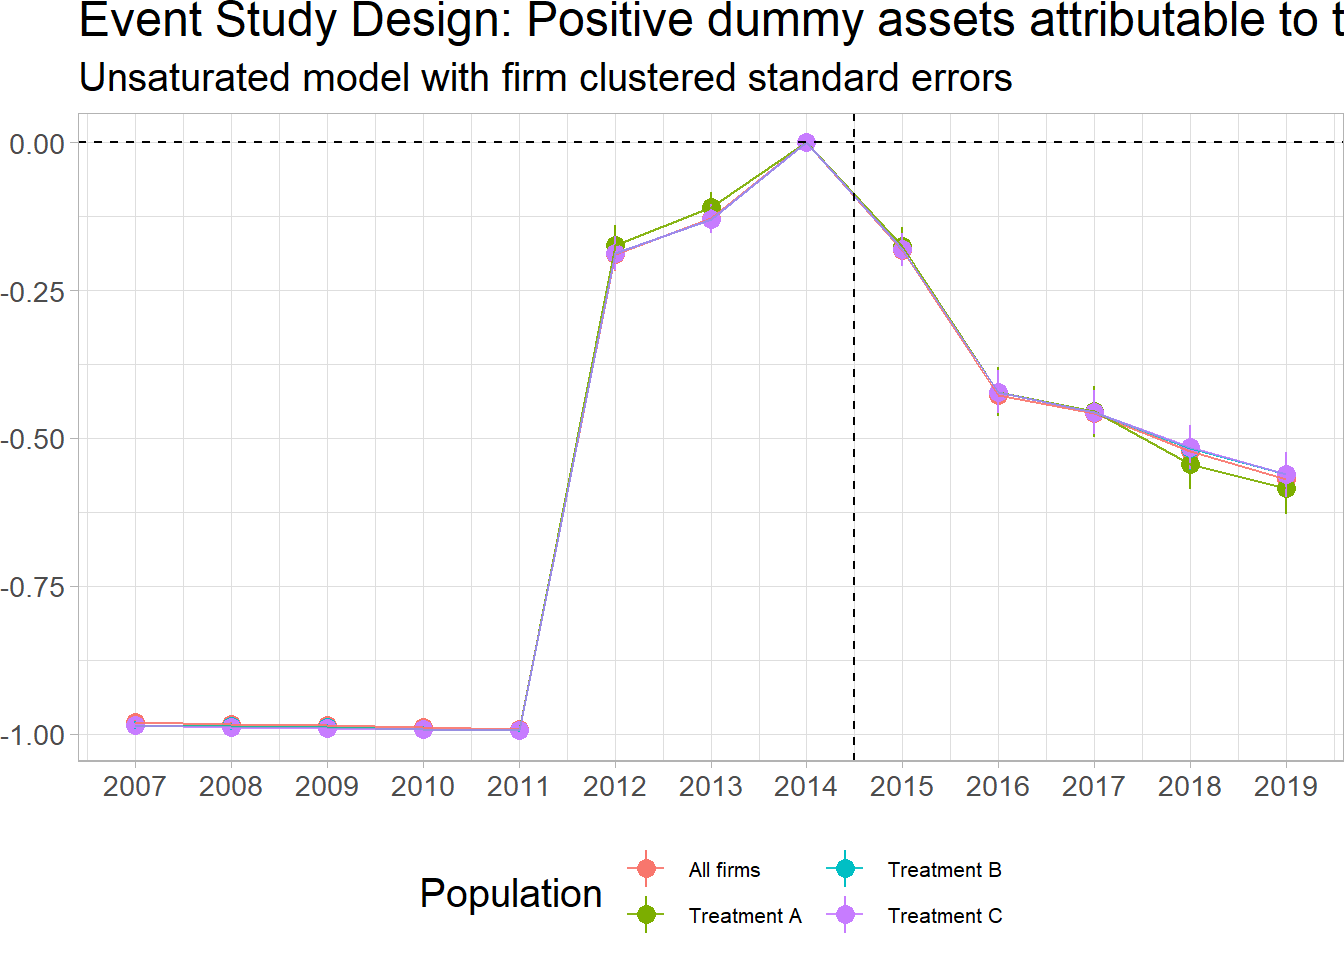 Event Study Design: Positive dummy assets attributable to t
Unsaturated model with firm clustered standard errors
0.00
-0.25
-0.50
-0.75
-1.00
2007 2008 2009 2010 2011 2012 2013 2014 2015 2016 2017 2018 2019
Population
All firms
Treatment B
Treatment A
Treatment C